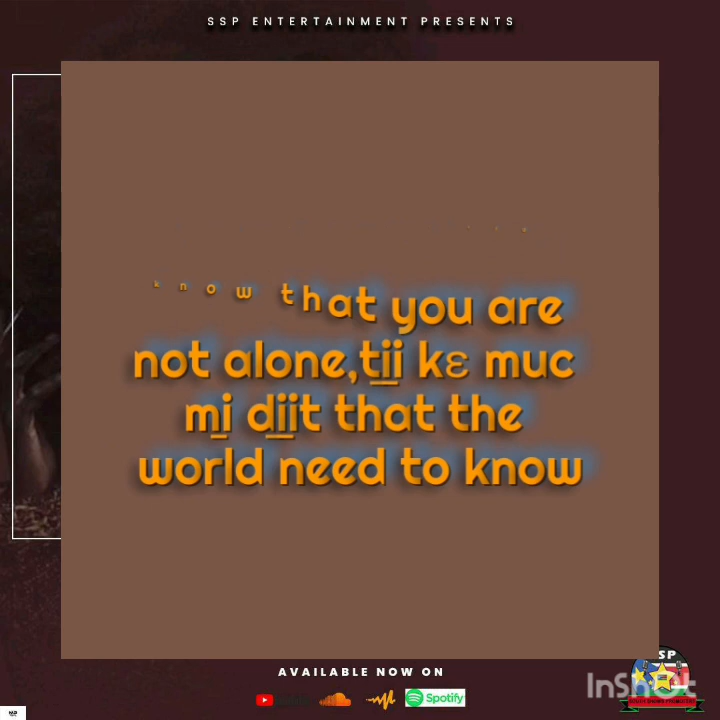 SSP ENTERTAINMENT PRESENTS
know that you are
not alone,ti̱i̱ kɛ muc
mi̱ di̱i̱t that the
world need to know
AVAILABLE NOW ON
Spotify
InShot
SP